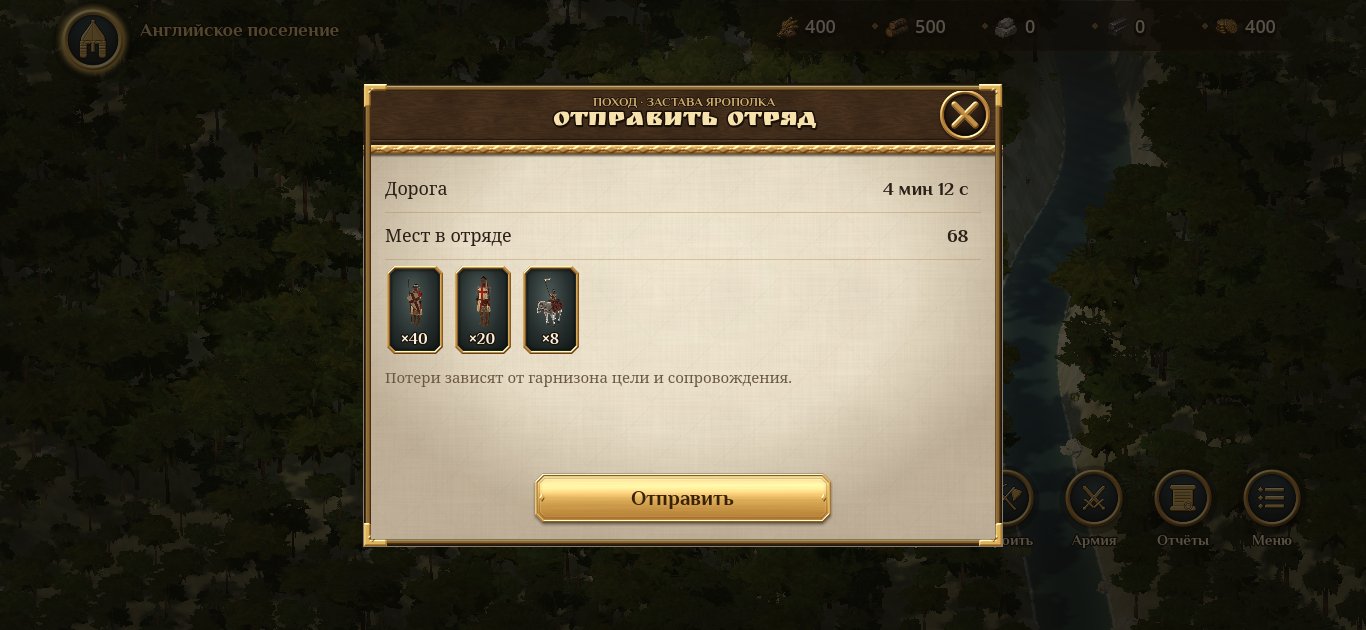 Английское поселение
400
500
0
0
400
ПОХОД · ЗАСТАВА ЯРОПОЛКА
ОТПРАВИТЬ ОТРЯД
Дорога
4 мин 12 с
Мест в отряде
68
×40
×20
×8
Потери зависят от гарнизона цели и сопровождения.
Отправить
оить
Армия
Отчёты
Меню